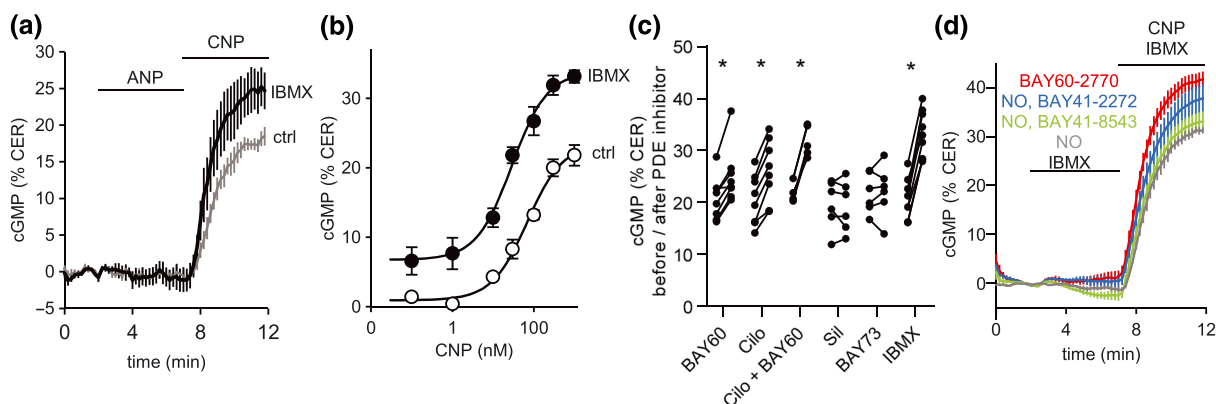 (a)
cGMP (% CER)
30
25
20
15
10
5
0
−5
ANP
CNP
IBMX
ctrl
0
4
8
12
time (min)
(b)
cGMP (% CER)
30
20
10
0
IBMX
ctrl
1
100
CNP (nM)
(c)
cGMP (% CER)
before / after PDE inhibitor
50
40
30
20
10
0
*
*
*
*
BAY60
Cilo
Cilo + BAY60
Sil
BAY73
IBMX
(d)
cGMP (% CER)
40
30
20
10
0
CNP
IBMX
BAY60-2770
NO, BAY41-2272
NO, BAY41-8543
NO
IBMX
0
4
8
12
time (min)